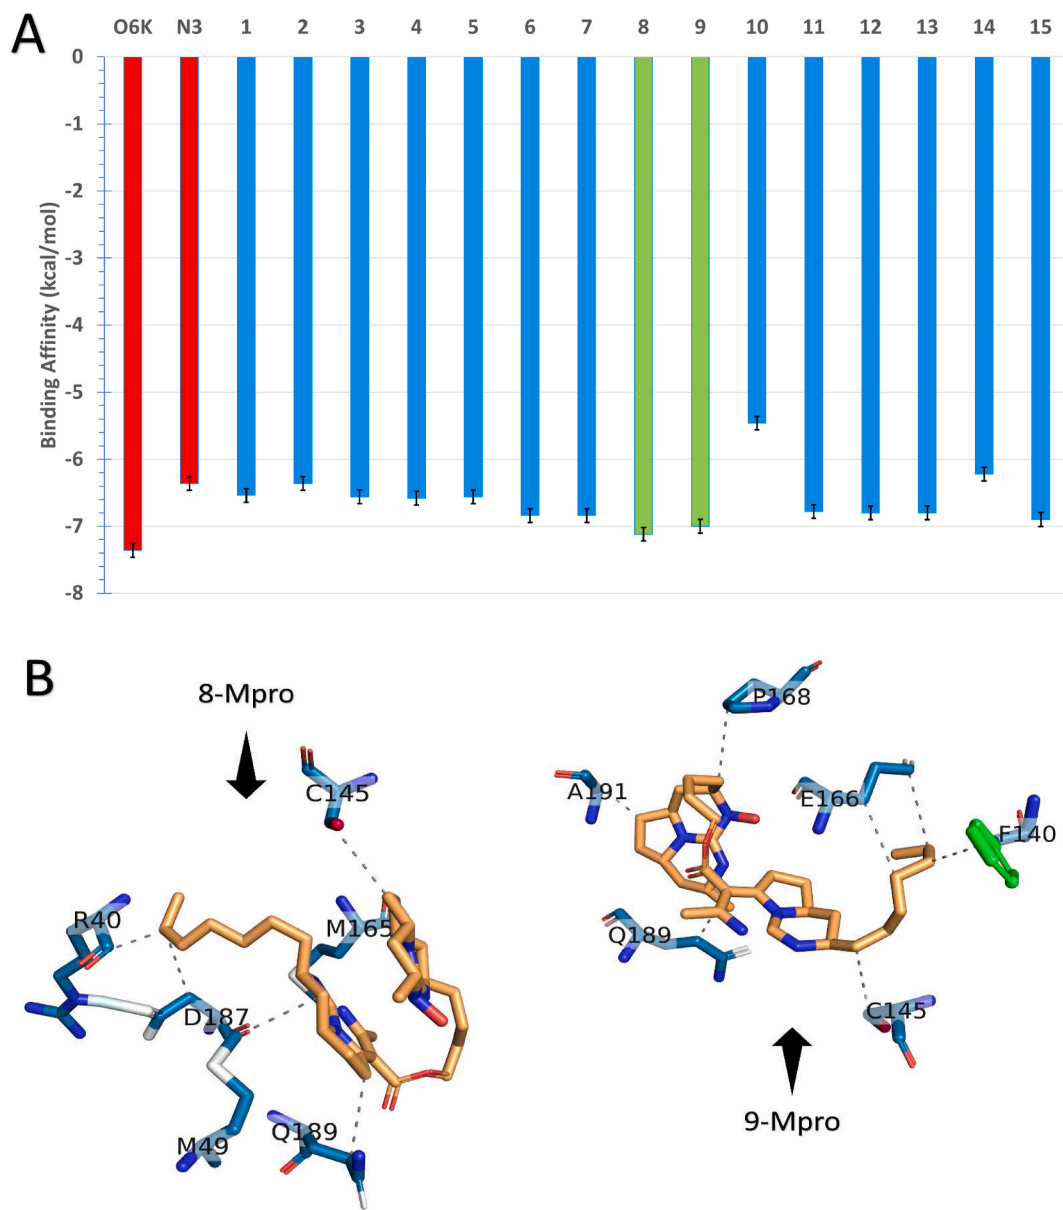 A
O6K N3 1 2 3 4 5 6 7 8 9 10 11 12 13 14 15
0
-1
-2
-3
-4
-5
-6
-7
-8
Binding Affinity (kcal/mol)
B
8-Mpro
C145
R40
M165
D187
M49
Q189
P168
A191
E166
F140
Q189
C145
9-Mpro